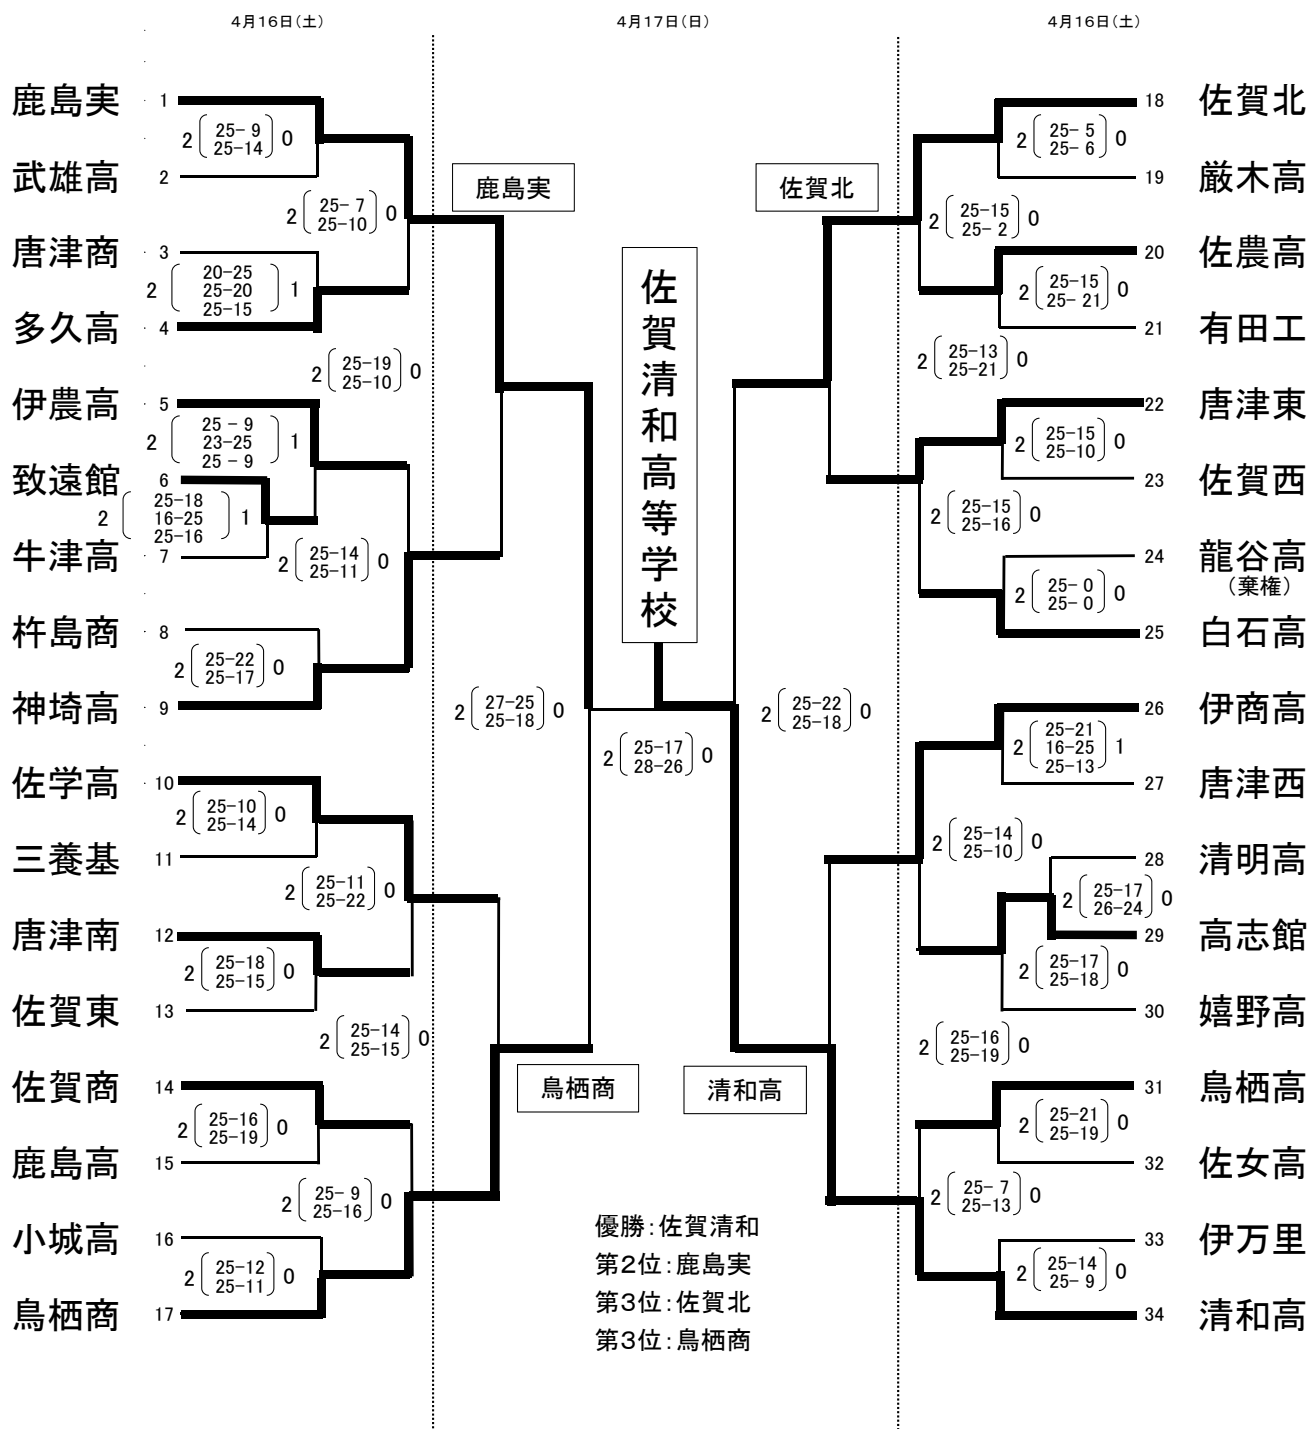 4月16日(土)
4月17日(日)
4月16日(土)
鹿島実 1
2 25-9 0
25-14
武雄高 2
2 25-7 0
25-10
唐津商 3
2 20-25 1
25-20
25-15
多久高 4
2 25-19 0
25-10
伊農高 5
2 25-9 1
23-25
25-9
致遠館 6
2 25-18 1
16-25
25-16
牛津高 7
2 25-14 0
25-11
杵島商 8
2 25-22 0
25-17
神埼高 9
佐学高 10
2 25-10 0
25-14
三養基 11
2 25-11 0
25-22
唐津南 12
2 25-18 0
25-15
佐賀東 13
2 25-14 0
25-15
佐賀商 14
2 25-16 0
25-19
鹿島高 15
2 25-9 0
25-16
小城高 16
2 25-12 0
25-11
鳥栖商 17
鹿島実
佐賀北
佐賀清和高等学校
2 27-25 0
25-18
2 25-17 0
28-26
2 25-22 0
25-18
鳥栖商
清和高
優勝:佐賀清和
第2位:鹿島実
第3位:佐賀北
第3位:鳥栖商
18 佐賀北
2 25-5 0
25-6
19 厳木高
2 25-15 0
25-2
20 佐農高
2 25-15 0
25-21
21 有田工
2 25-13 0
25-21
22 唐津東
2 25-15 0
25-10
23 佐賀西
2 25-15 0
25-16
24 龍谷高
(棄権)
2 25-0 0
25-0
25 白石高
26 伊商高
2 25-21 1
16-25
25-13
27 唐津西
2 25-14 0
25-10
28 清明高
2 25-17 0
26-24
29 高志館
2 25-17 0
25-18
30 嬉野高
2 25-16 0
25-19
31 鳥栖高
2 25-21 0
25-19
32 佐女高
2 25-7 0
25-13
33 伊万里
2 25-14 0
25-9
34 清和高